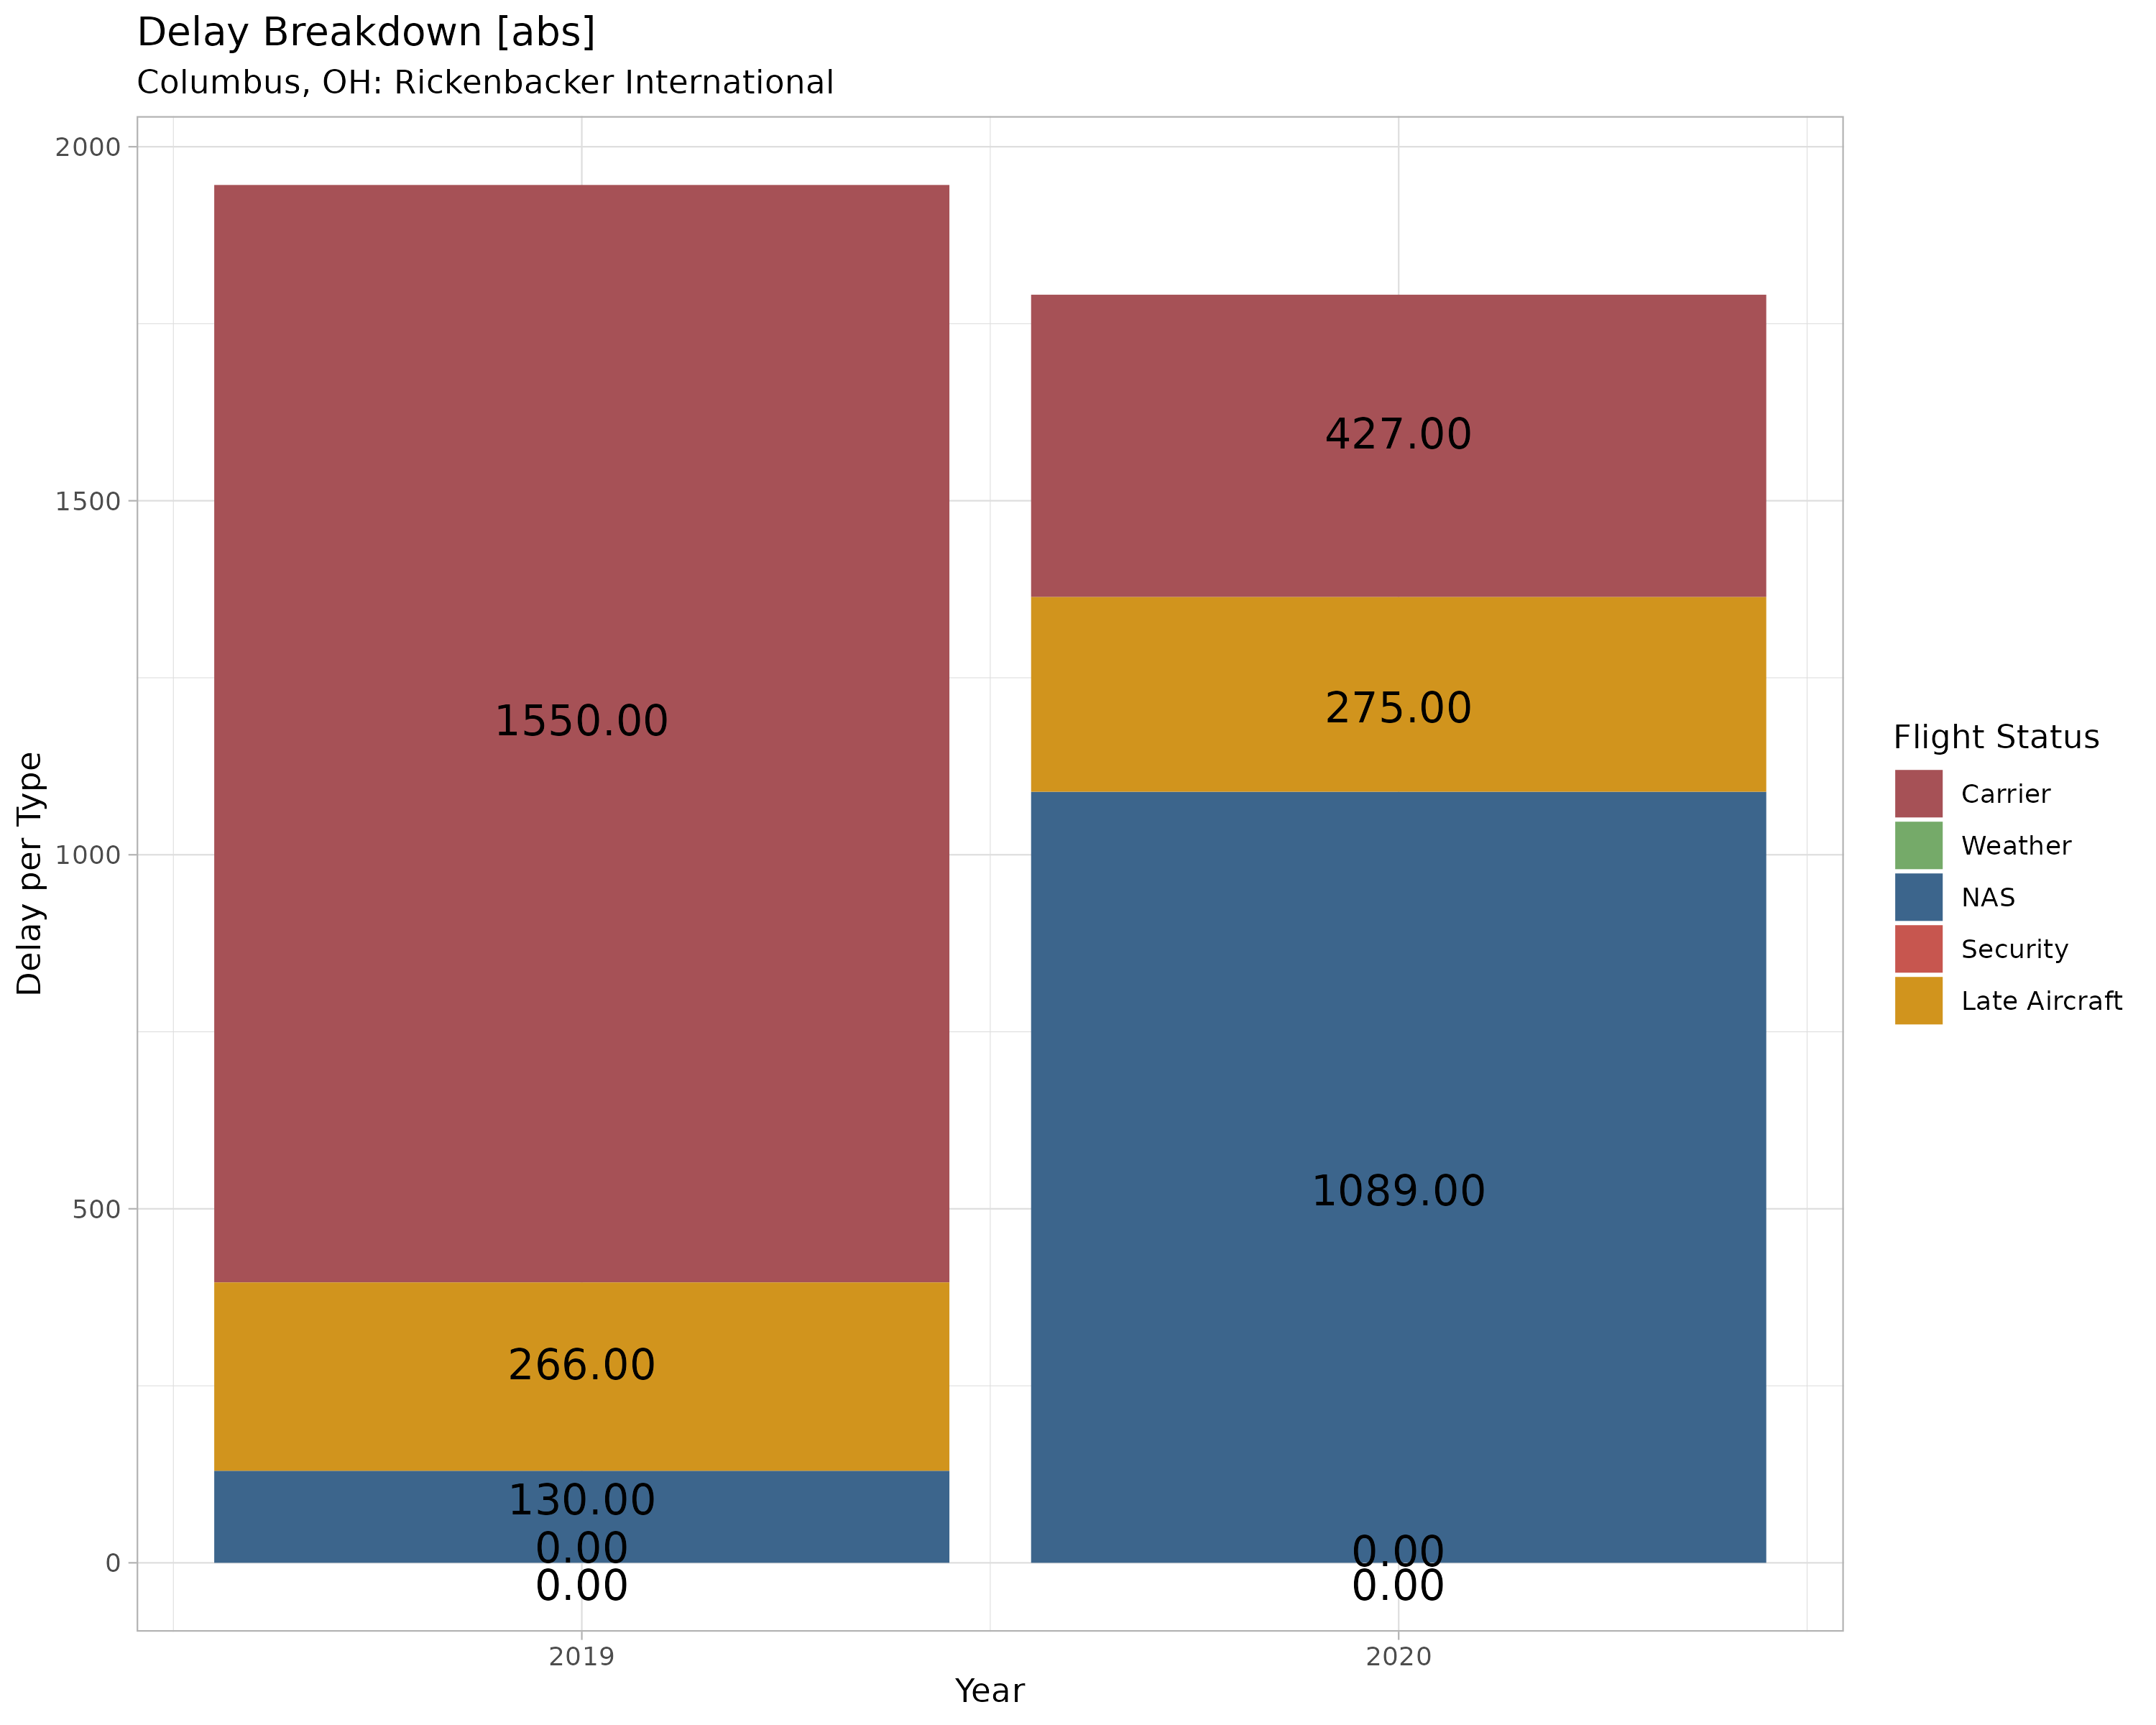 Delay Breakdown [abs]
Columbus, OH: Rickenbacker International
2000
1500
1000
500
0
Delay per Type
1550.00
266.00
130.00
0.00
0.00
427.00
275.00
1089.00
0.00
0.00
2019
2020
Year
Flight Status
Carrier
Weather
NAS
Security
Late Aircraft